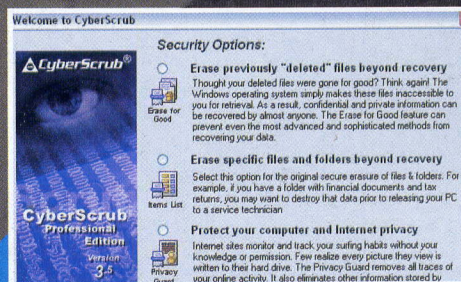 Welcome to CyberScrub
CyberScrub®
Security Options:
Erase previously "deleted" files beyond recovery
Thought your deleted files were gone for good? Think again! The
Windows operating system simply makes these files inaccessible to
you for retrieval. As a result, confidential and private information can
be recovered by almost anyone. The Erase for Good feature can
prevent even the most advanced and sophisticated methods from
recovering your data.
Erase for
Good
Erase specific files and folders beyond recovery
Select this option for the original secure erasure of files & folders. For
example, if you have a folder with financial documents and tax
returns, you may want to destroy that data prior to releasing your PC
to a service technician
Items List
CyberScrub
Professional
Edition
Version
3.5
Protect your computer and Internet privacy
Internet sites monitor and track your surfing habits without your
knowledge or permission. Few realize every picture they view is
written to their hard drive. The Privacy Guard removes all traces of
your online activity. It also eliminates other information stored by
Privacy
Guard